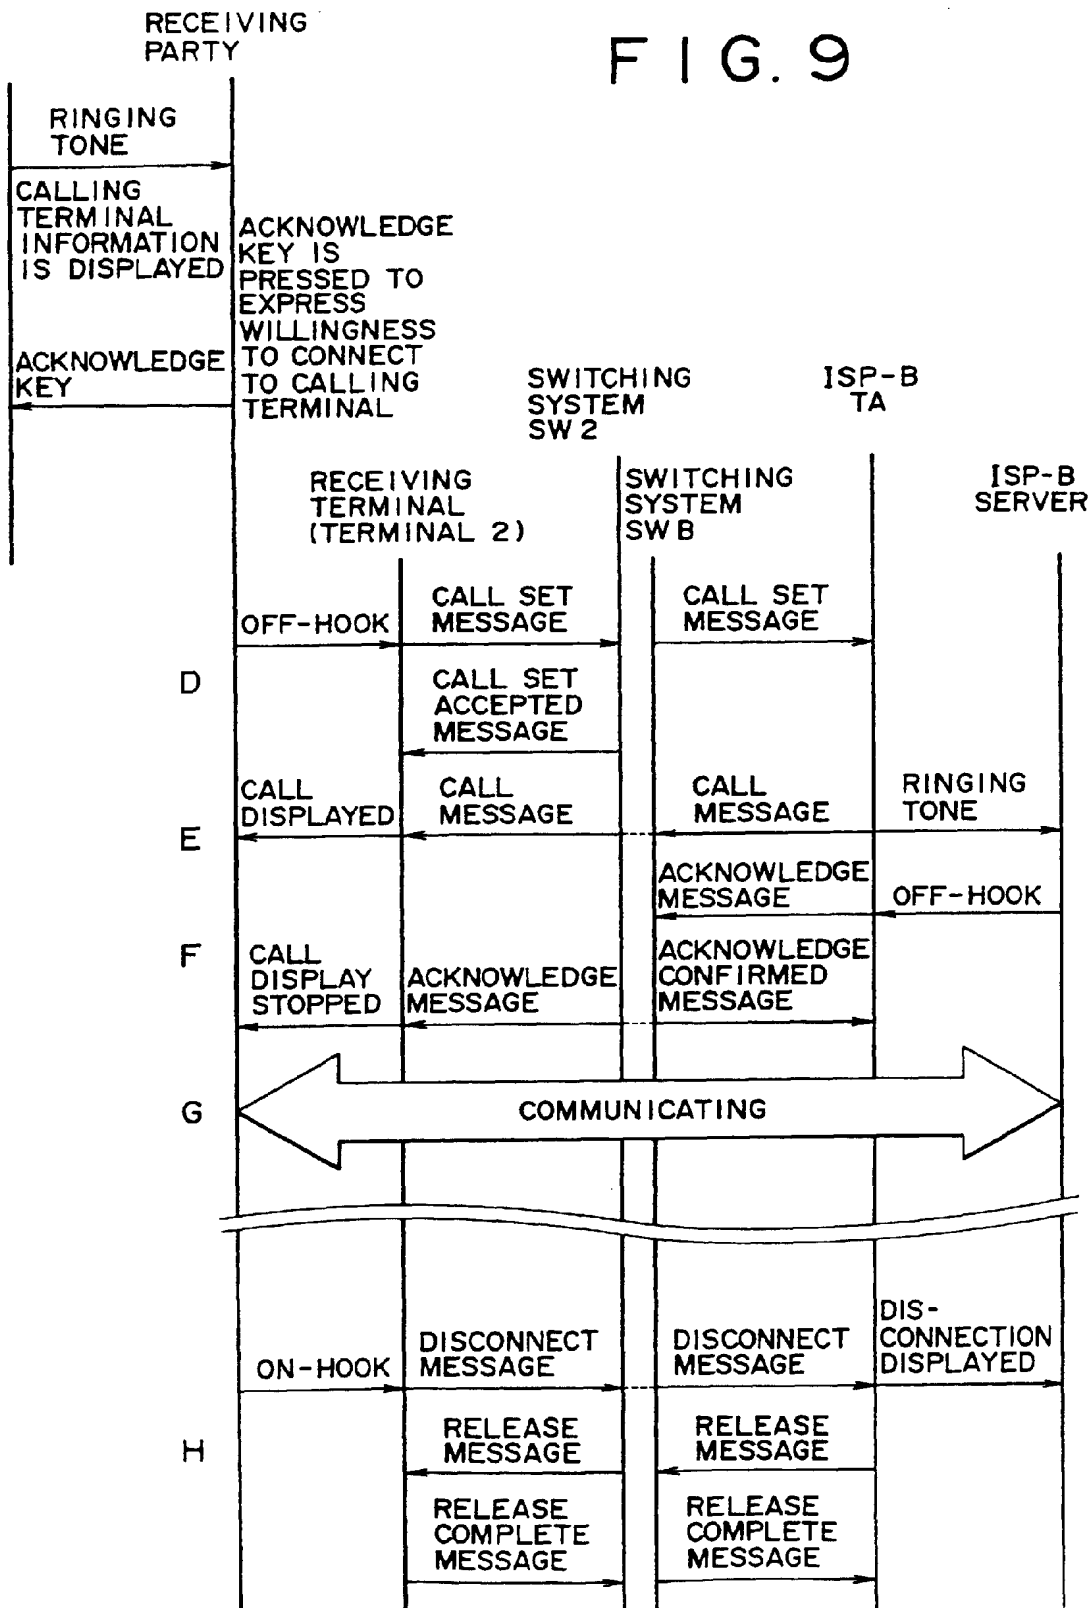 RECEIVING
PARTY
FIG. 9
RINGING
TONE
CALLING
TERMINAL
INFORMATION
IS DISPLAYED
ACKNOWLEDGE
KEY IS
PRESSED TO
EXPRESS
WILLINGNESS
TO CONNECT
TO CALLING
TERMINAL
ACKNOWLEDGE
KEY
SWITCHING
SYSTEM
SW2
ISP-B
TA
RECEIVING
TERMINAL
(TERMINAL 2)
SWITCHING
SYSTEM
SWB
ISP-B
SERVER
OFF-HOOK
CALL SET
MESSAGE
CALL SET
MESSAGE
D
CALL SET
ACCEPTED
MESSAGE
CALL
DISPLAYED
CALL
MESSAGE
CALL
MESSAGE
RINGING
TONE
E
ACKNOWLEDGE
MESSAGE
OFF-HOOK
F
CALL
DISPLAY
STOPPED
ACKNOWLEDGE
MESSAGE
ACKNOWLEDGE
CONFIRMED
MESSAGE
G
COMMUNICATING
ON-HOOK
DISCONNECT
MESSAGE
DISCONNECT
MESSAGE
DIS-
CONNECTION
DISPLAYED
H
RELEASE
MESSAGE
RELEASE
MESSAGE
RELEASE
COMPLETE
MESSAGE
RELEASE
COMPLETE
MESSAGE